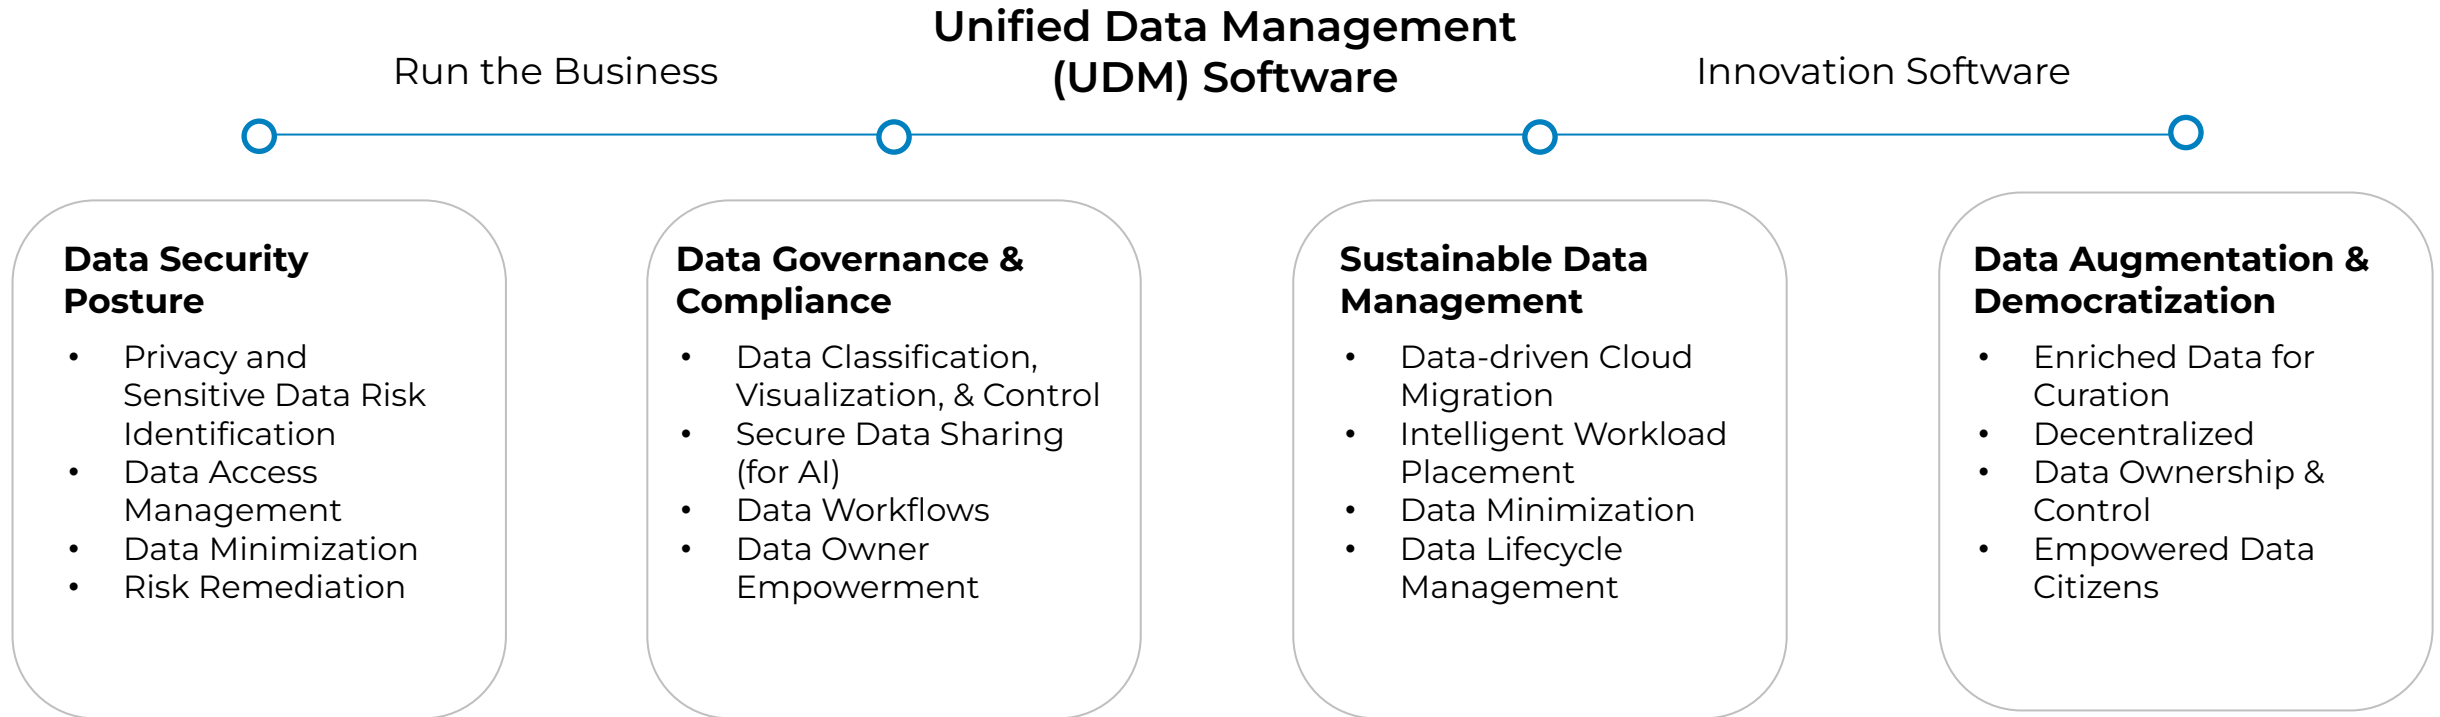 Unified Data Management
(UDM) Software
Run the Business
Innovation Software
Data Security
Posture
• Privacy and
Sensitive Data Risk
Identification
• Data Access
Management
• Data Minimization
• Risk Remediation
Data Governance &
Compliance
• Data Classification,
Visualization, & Control
• Secure Data Sharing
(for AI)
• Data Workflows
• Data Owner
Empowerment
Sustainable Data
Management
• Data-driven Cloud
Migration
• Intelligent Workload
Placement
• Data Minimization
• Data Lifecycle
Management
Data Augmentation &
Democratization
• Enriched Data for
Curation
• Decentralized
• Data Ownership &
Control
• Empowered Data
Citizens